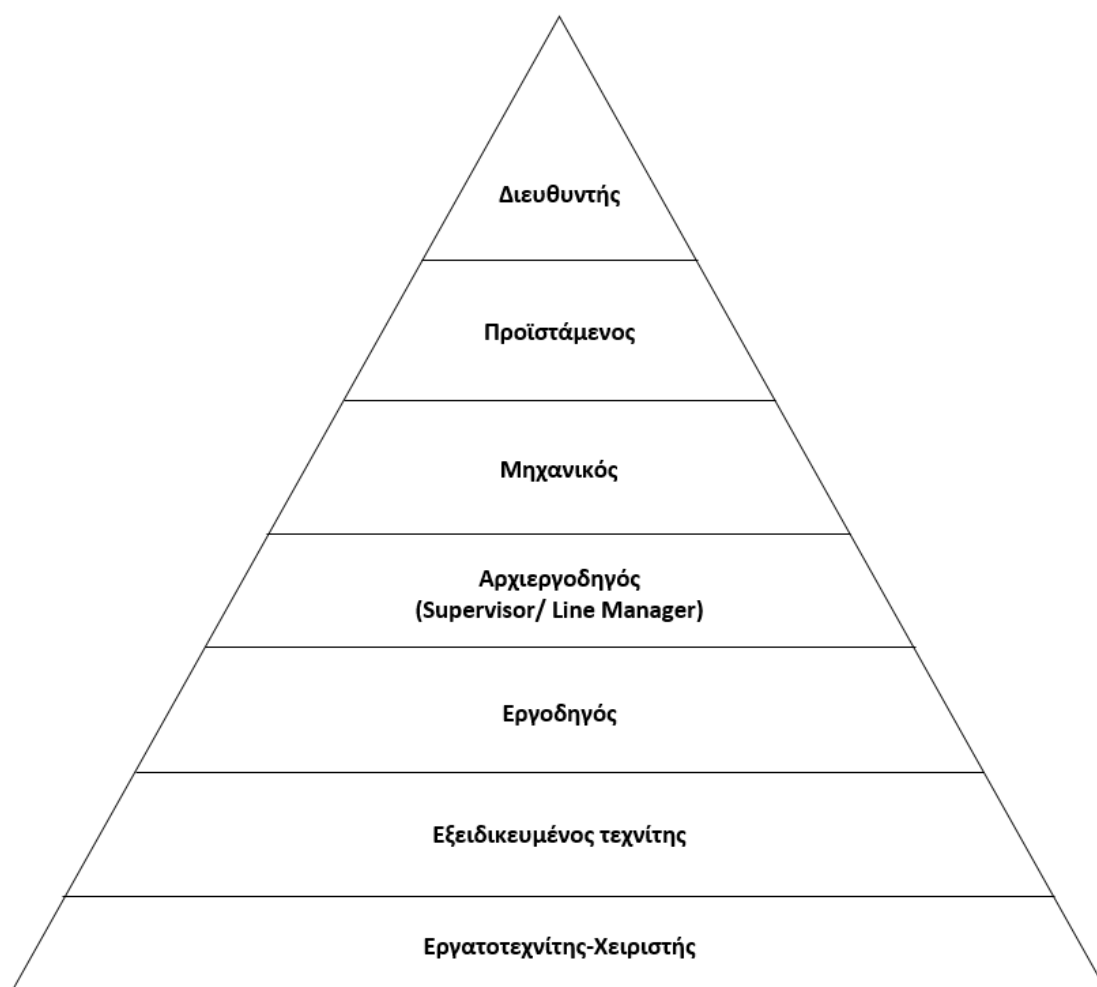 Διευθυντής
Προϊστάμενος
Μηχανικός
Αρχιεργοδηγός
(Supervisor/ Line Manager)
Εργοδηγός
Εξειδικευμένος τεχνίτης
Εργατοτεχνίτης-Χειριστής